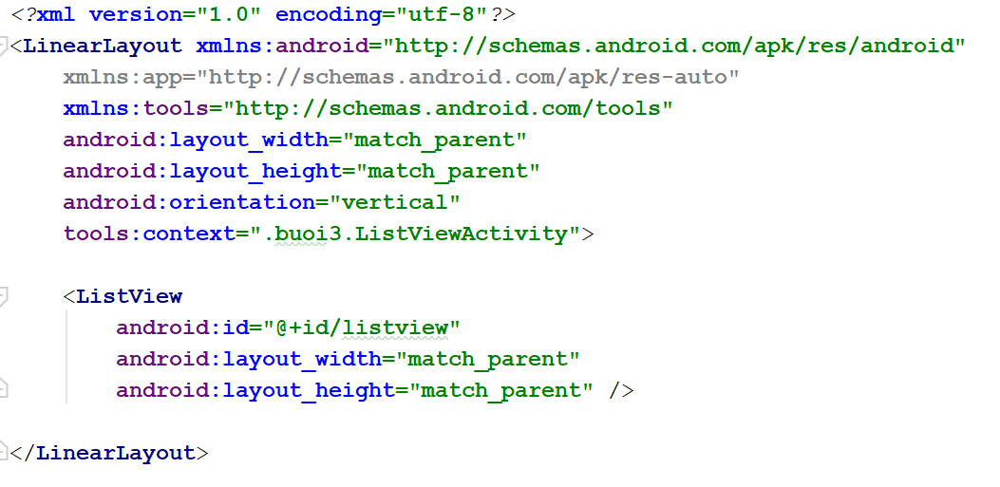 <?xml version="1.0" encoding="utf-8"?>
<LinearLayout xmlns:android="http://schemas.android.com/apk/res/android"
    xmlns:app="http://schemas.android.com/apk/res-auto"
    xmlns:tools="http://schemas.android.com/tools"
    android:layout_width="match_parent"
    android:layout_height="match_parent"
    android:orientation="vertical"
    tools:context=".buoi3.ListViewActivity">
    <ListView
        android:id="@+id/listview"
        android:layout_width="match_parent"
        android:layout_height="match_parent" />
</LinearLayout>